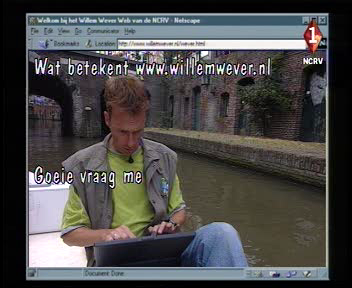 Welkom bij het Willem Wever Web van de NCRV - Netscape
File Edit View Go Communicator Help
Bookmarks Location: http://www.willemwever.nl/wever.html
1
NCRV
Wat betekent www.willemwever.nl
Goeie vraag me
Document: Done